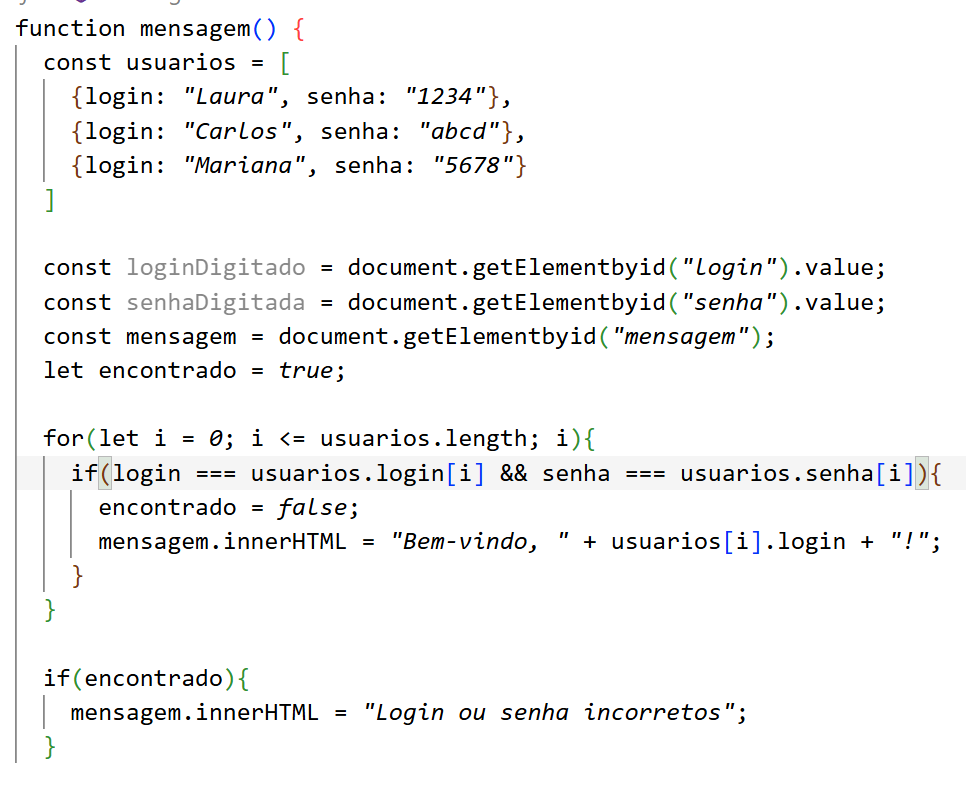 function mensagem() {
const usuarios = [
{login: "Laura", senha: "1234"},
{login: "Carlos", senha: "abcd"},
{login: "Mariana", senha: "5678"}
]
const loginDigitado = document.getElementbyid("login").value;
const senhaDigitada = document.getElementbyid("senha").value;
const mensagem = document.getElementbyid("mensagem");
let encontrado = true;
for(let i = 0; i <= usuarios.length; i){
if(login === usuarios.login[i] && senha === usuarios.senha[i]){
encontrado = false;
mensagem.innerHTML = "Bem-vindo, " + usuarios[i].login + "!";
}
}
if(encontrado){
mensagem.innerHTML = "Login ou senha incorretos";
}